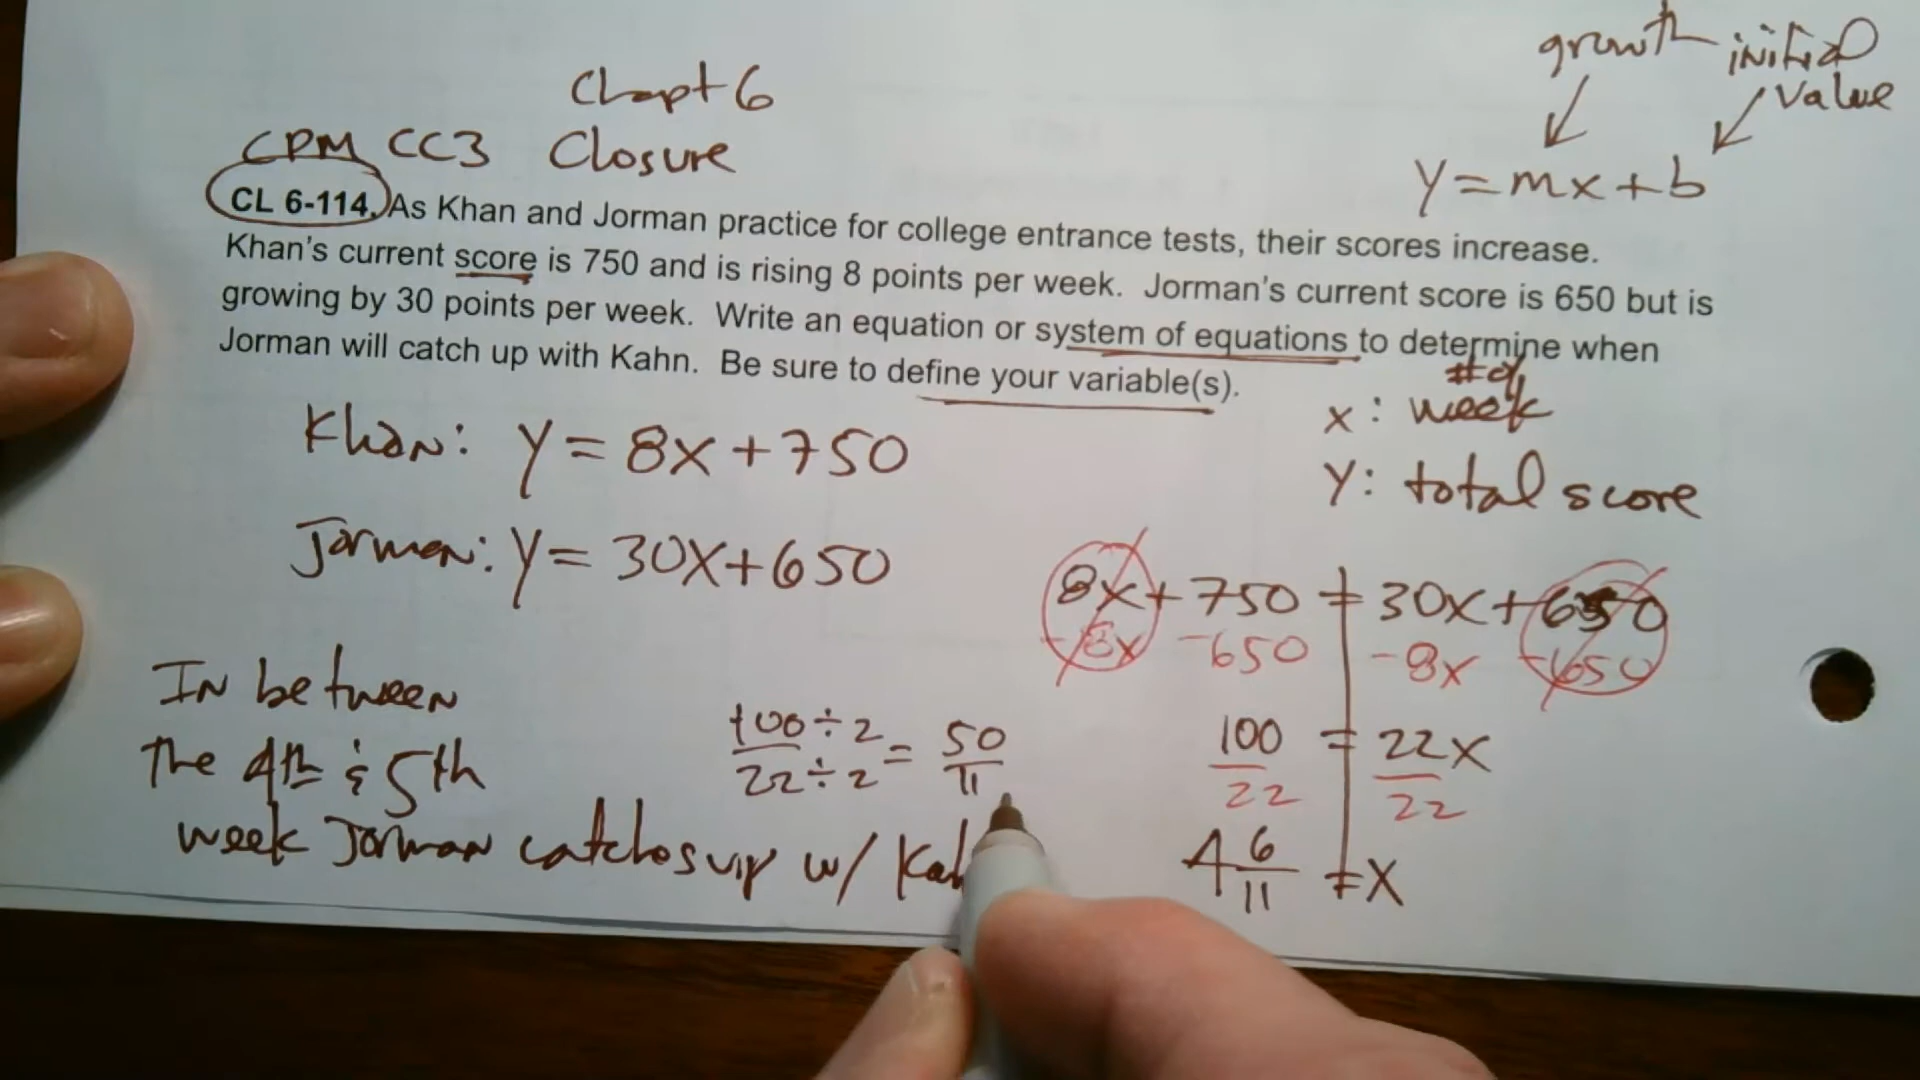 growth initial
value
y=mx+b
Chapt 6
CPM CC3 Closure
CL 6-114. As Khan and Jorman practice for college entrance tests, their scores increase.
Khan's current score is 750 and is rising 8 points per week. Jorman's current score is 650 but is
growing by 30 points per week. Write an equation or system of equations to determine when
Jorman will catch up with Kahn. Be sure to define your variable(s).
# of
x: week
Y: total score
Khan: y = 8x + 750
Jorman: y = 30x + 650
8x + 750 = 30x + 650
-8x -650 -8x -650
100 = 22x
22 22
4 6/11 = x
100 ÷ 2 = 50
22 ÷ 2 11
In between
The 4th & 5th
week Jorman catches up w/ Kah